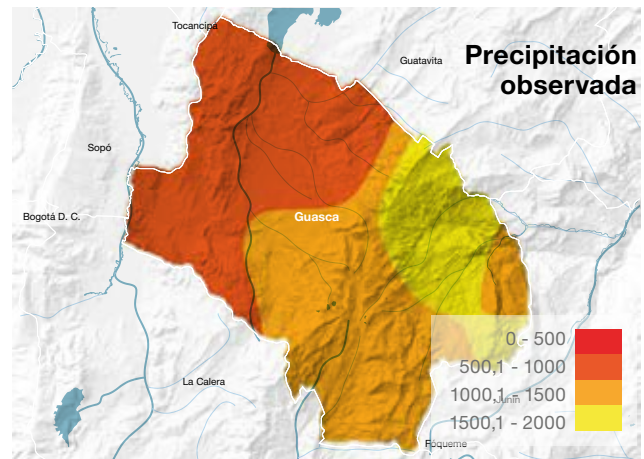 Tocancipá
Guatavita
Precipitación
observada
Sopó
Bogotá D. C.
Guasca
0 - 500
500,1 - 1000
La Calera
1000,1 - 1500
Junín
1500,1 - 2000
Fóqueme